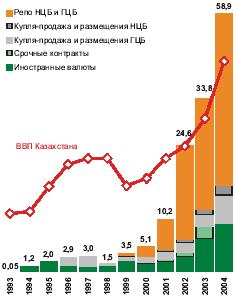 58,9
Репо НЦБ и ГЦБ
Купля-продажа и размещения НЦБ
Купля-продажа и размещения ГЦБ
Срочные контракты
Иностранные валюты
33,8
24,6
ВВП Казахстана
10,2
5,1
3,5
2,9
3,0
2,0
1,5
1,2
0,05
1993 1994 1995 1996 1997 1998 1999 2000 2001 2002 2003 2004